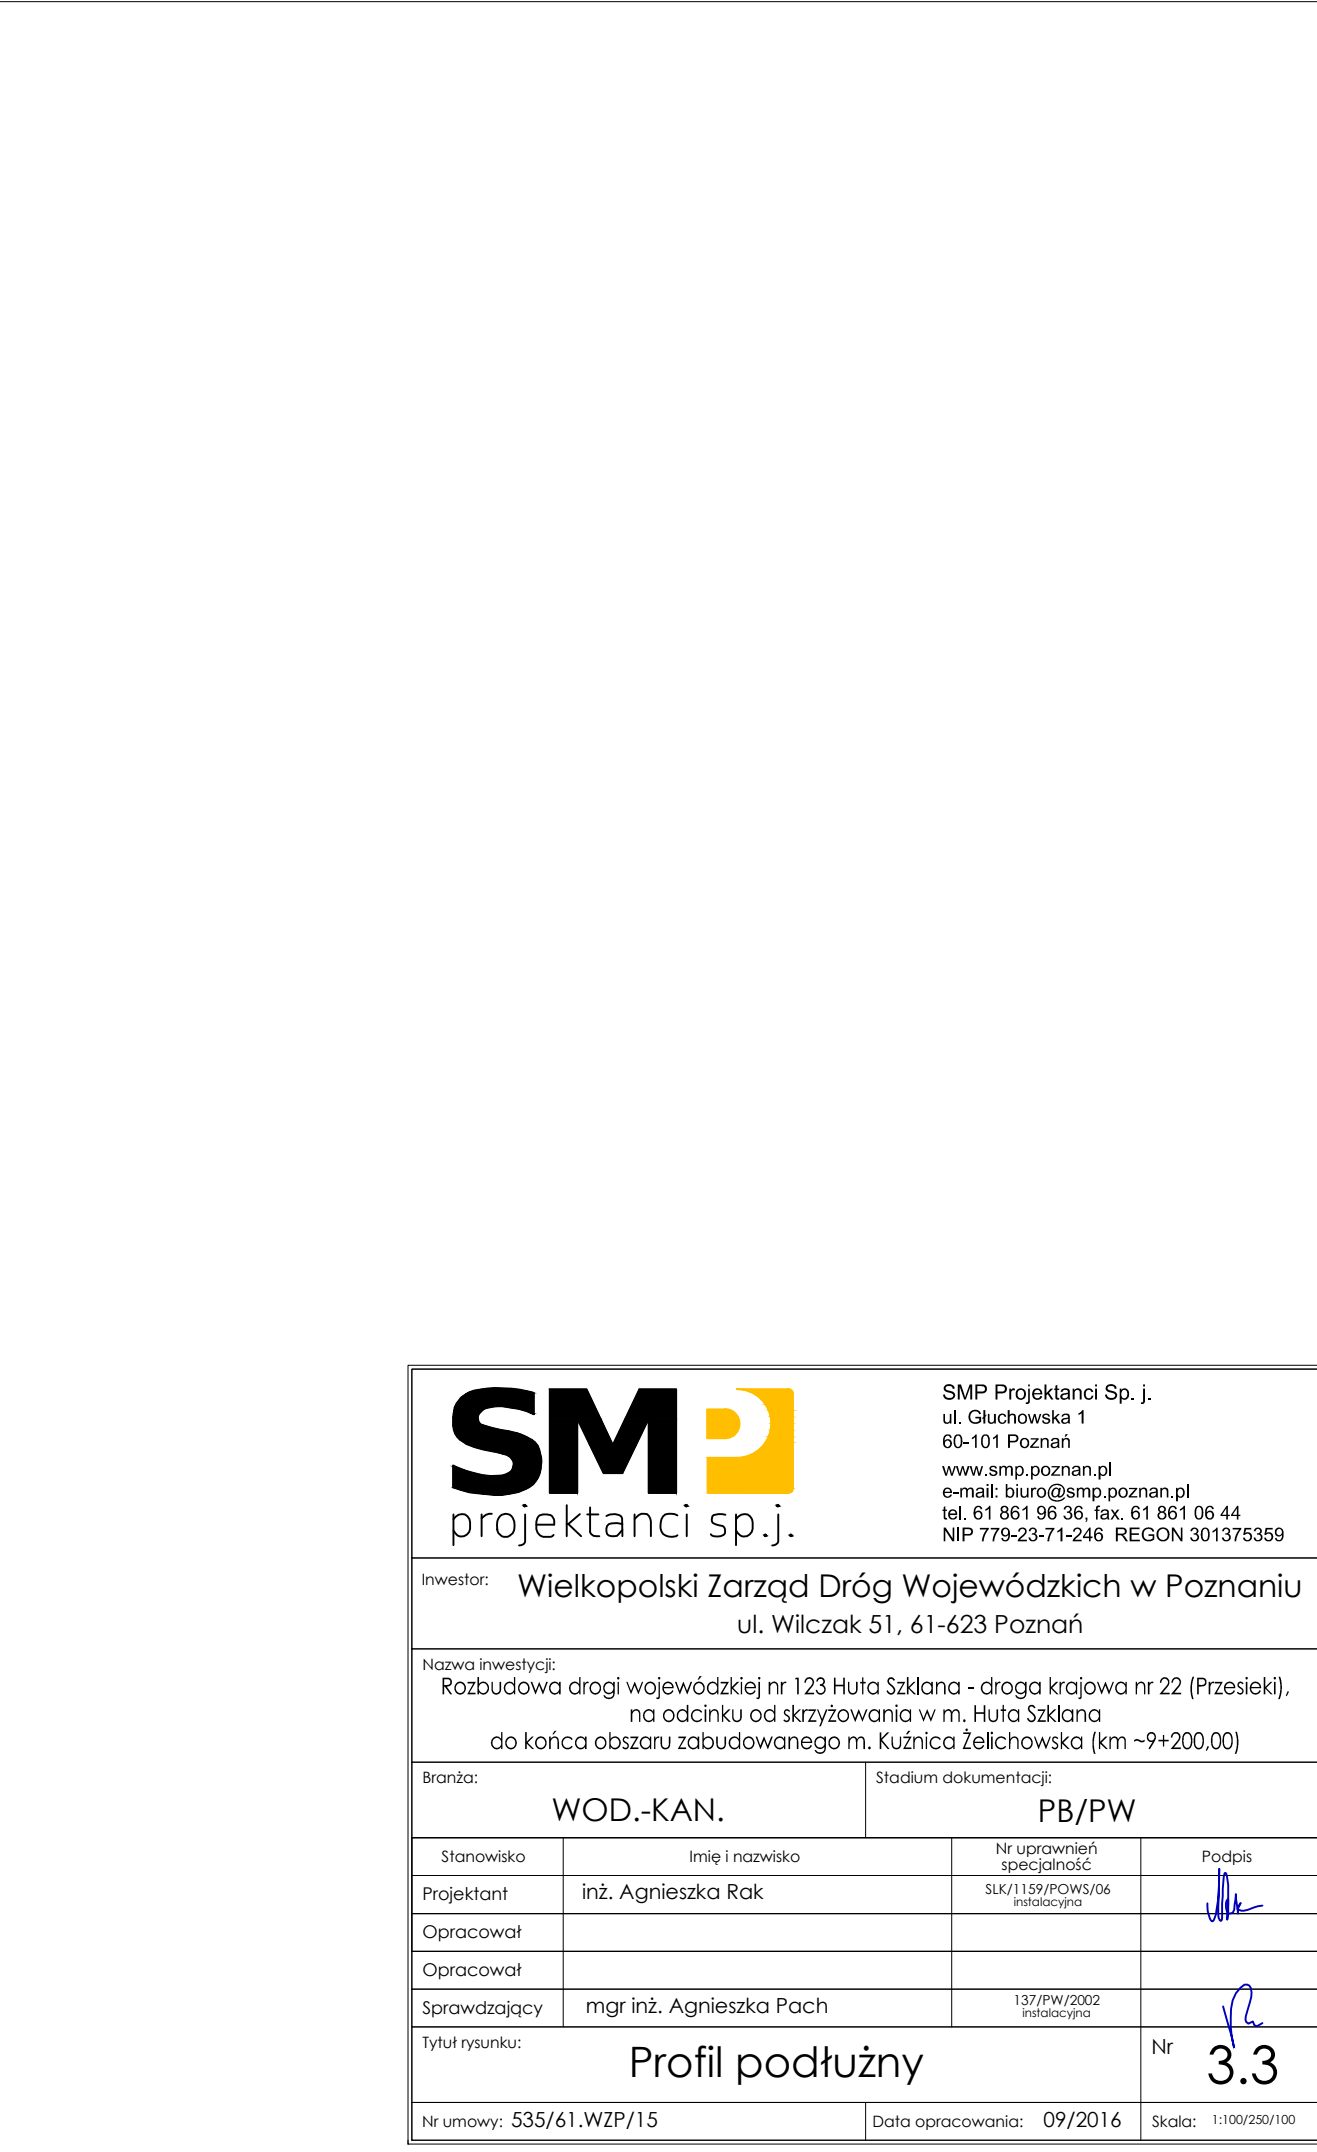 SMP
projektanci sp.j.
SMP Projektanci Sp. j.
ul. Głuchowska 1
60-101 Poznań
www.smp.poznan.pl
e-mail: biuro@smp.poznan.pl
tel. 61 861 96 36, fax. 61 861 06 44
NIP 779-23-71-246 REGON 301375359
Inwestor: Wielkopolski Zarząd Dróg Wojewódzkich w Poznaniu
ul. Wilczak 51, 61-623 Poznań
Nazwa inwestycji:
Rozbudowa drogi wojewódzkiej nr 123 Huta Szklana - droga krajowa nr 22 (Przesieki),
na odcinku od skrzyżowania w m. Huta Szklana
do końca obszaru zabudowanego m. Kuźnica Żelichowska (km ~9+200,00)
Branża: Stadium dokumentacji:
WOD.-KAN. PB/PW
Stanowisko Imię i nazwisko Nr uprawnień specjalność Podpis
Projektant inż. Agnieszka Rak SLK/1159/POWS/06 instalacyjna
Opracował
Opracował
Sprawdzający mgr inż. Agnieszka Pach 137/PW/2002 instalacyjna
Tytuł rysunku: Profil podłużny Nr 3.3
Nr umowy: 535/61.WZP/15 Data opracowania: 09/2016 Skala: 1:100/250/100